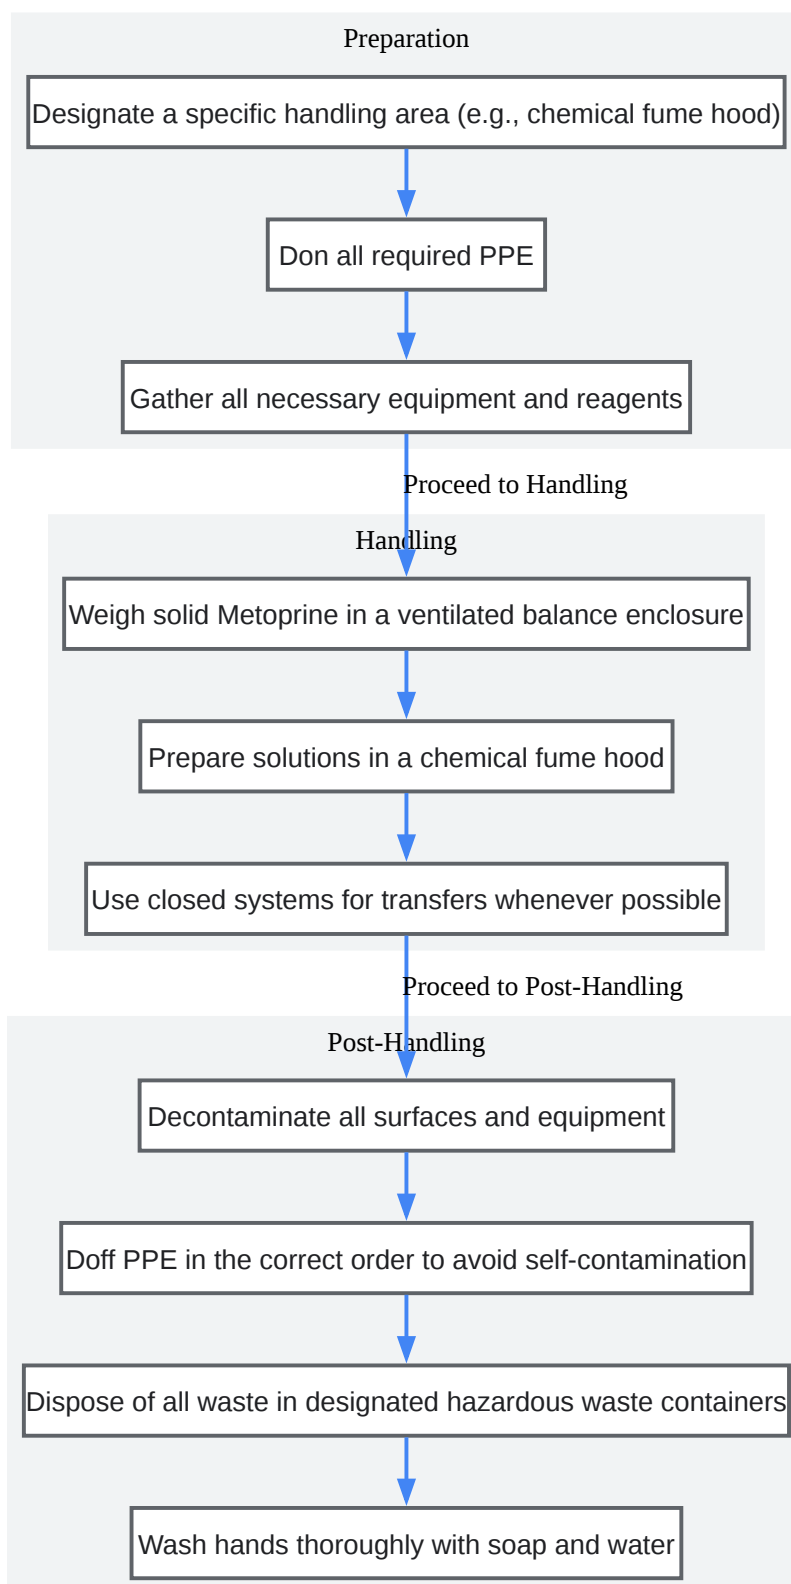 Preparation
Designate a specific handling area (e.g., chemical fume hood)
Don all required PPE
Gather all necessary equipment and reagents
Proceed to Handling
Handling
Weigh solid Metoprine in a ventilated balance enclosure
Prepare solutions in a chemical fume hood
Use closed systems for transfers whenever possible
Proceed to Post-Handling
Post-Handling
Decontaminate all surfaces and equipment
Doff PPE in the correct order to avoid self-contamination
Dispose of all waste in designated hazardous waste containers
Wash hands thoroughly with soap and water